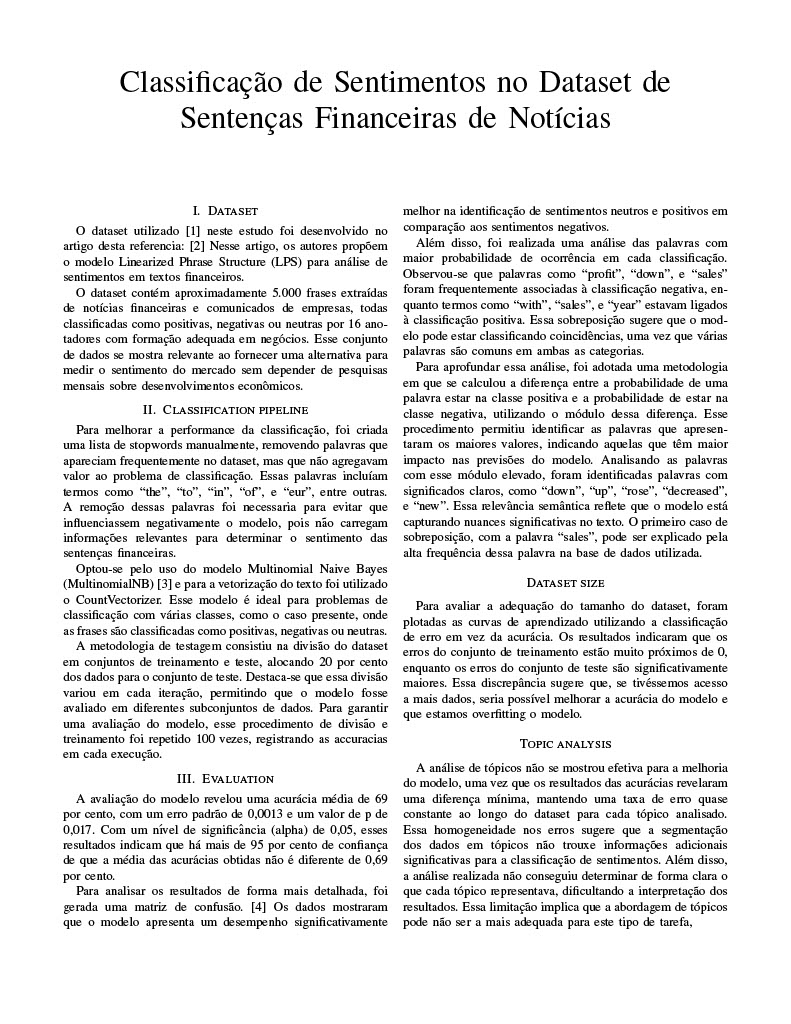 Classificação de Sentimentos no Dataset de
Sentenças Financeiras de Notícias
I. Dataset
O dataset utilizado [1] neste estudo foi desenvolvido no
artigo desta referencia: [2] Nesse artigo, os autores propõem
o modelo Linearized Phrase Structure (LPS) para análise de
sentimentos em textos financeiros.
O dataset contém aproximadamente 5.000 frases extraídas
de notícias financeiras e comunicados de empresas, todas
classificadas como positivas, negativas ou neutras por 16 ano-
tadores com formação adequada em negócios. Esse conjunto
de dados se mostra relevante ao fornecer uma alternativa para
medir o sentimento do mercado sem depender de pesquisas
mensais sobre desenvolvimentos econômicos.
II. Classification pipeline
Para melhorar a performance da classificação, foi criada
uma lista de stopwords manualmente, removendo palavras que
apareciam frequentemente no dataset, mas que não agregavam
valor ao problema de classificação. Essas palavras incluíam
termos como “the”, “to”, “in”, “of”, e “eur”, entre outras.
A remoção dessas palavras foi necessaria para evitar que
influenciassem negativamente o modelo, pois não carregam
informações relevantes para determinar o sentimento das
sentenças financeiras.
Optou-se pelo uso do modelo Multinomial Naive Bayes
(MultinomialNB) [3] e para a vetorização do texto foi utilizado
o CountVectorizer. Esse modelo é ideal para problemas de
classificação com várias classes, como o caso presente, onde
as frases são classificadas como positivas, negativas ou neutras.
A metodologia de testagem consistiu na divisão do dataset
em conjuntos de treinamento e teste, alocando 20 por cento
dos dados para o conjunto de teste. Destaca-se que essa divisão
variou em cada iteração, permitindo que o modelo fosse
avaliado em diferentes subconjuntos de dados. Para garantir
uma avaliação do modelo, esse procedimento de divisão e
treinamento foi repetido 100 vezes, registrando as accuracias
em cada execução.
III. Evaluation
A avaliação do modelo revelou uma acurácia média de 69
por cento, com um erro padrão de 0,0013 e um valor de p de
0,017. Com um nível de significância (alpha) de 0,05, esses
resultados indicam que há mais de 95 por cento de confiança
de que a média das acurácias obtidas não é diferente de 0,69
por cento.
Para analisar os resultados de forma mais detalhada, foi
gerada uma matriz de confusão. [4] Os dados mostraram
que o modelo apresenta um desempenho significativamente
melhor na identificação de sentimentos neutros e positivos em
comparação aos sentimentos negativos.
Além disso, foi realizada uma análise das palavras com
maior probabilidade de ocorrência em cada classificação.
Observou-se que palavras como “profit”, “down”, e “sales”
foram frequentemente associadas à classificação negativa, en-
quanto termos como “with”, “sales”, e “year” estavam ligados
à classificação positiva. Essa sobreposição sugere que o mod-
elo pode estar classificando coincidências, uma vez que várias
palavras são comuns em ambas as categorias.
Para aprofundar essa análise, foi adotada uma metodologia
em que se calculou a diferença entre a probabilidade de uma
palavra estar na classe positiva e a probabilidade de estar na
classe negativa, utilizando o módulo dessa diferença. Esse
procedimento permitiu identificar as palavras que apresen-
taram os maiores valores, indicando aquelas que têm maior
impacto nas previsões do modelo. Analisando as palavras
com esse módulo elevado, foram identificadas palavras com
significados claros, como “down”, “up”, “rose”, “decreased”,
e “new”. Essa relevância semântica reflete que o modelo está
capturando nuances significativas no texto. O primeiro caso de
sobreposição, com a palavra “sales”, pode ser explicado pela
alta frequência dessa palavra na base de dados utilizada.
Dataset size
Para avaliar a adequação do tamanho do dataset, foram
plotadas as curvas de aprendizado utilizando a classificação
de erro em vez da acurácia. Os resultados indicaram que os
erros do conjunto de treinamento estão muito próximos de 0,
enquanto os erros do conjunto de teste são significativamente
maiores. Essa discrepância sugere que, se tivéssemos acesso
a mais dados, seria possível melhorar a acurácia do modelo e
que estamos overfitting o modelo.
Topic analysis
A análise de tópicos não se mostrou efetiva para a melhoria
do modelo, uma vez que os resultados das acurácias revelaram
uma diferença mínima, mantendo uma taxa de erro quase
constante ao longo do dataset para cada tópico analisado.
Essa homogeneidade nos erros sugere que a segmentação
dos dados em tópicos não trouxe informações adicionais
significativas para a classificação de sentimentos. Além disso,
a análise realizada não conseguiu determinar de forma clara o
que cada tópico representava, dificultando a interpretação dos
resultados. Essa limitação implica que a abordagem de tópicos
pode não ser a mais adequada para este tipo de tarefa,